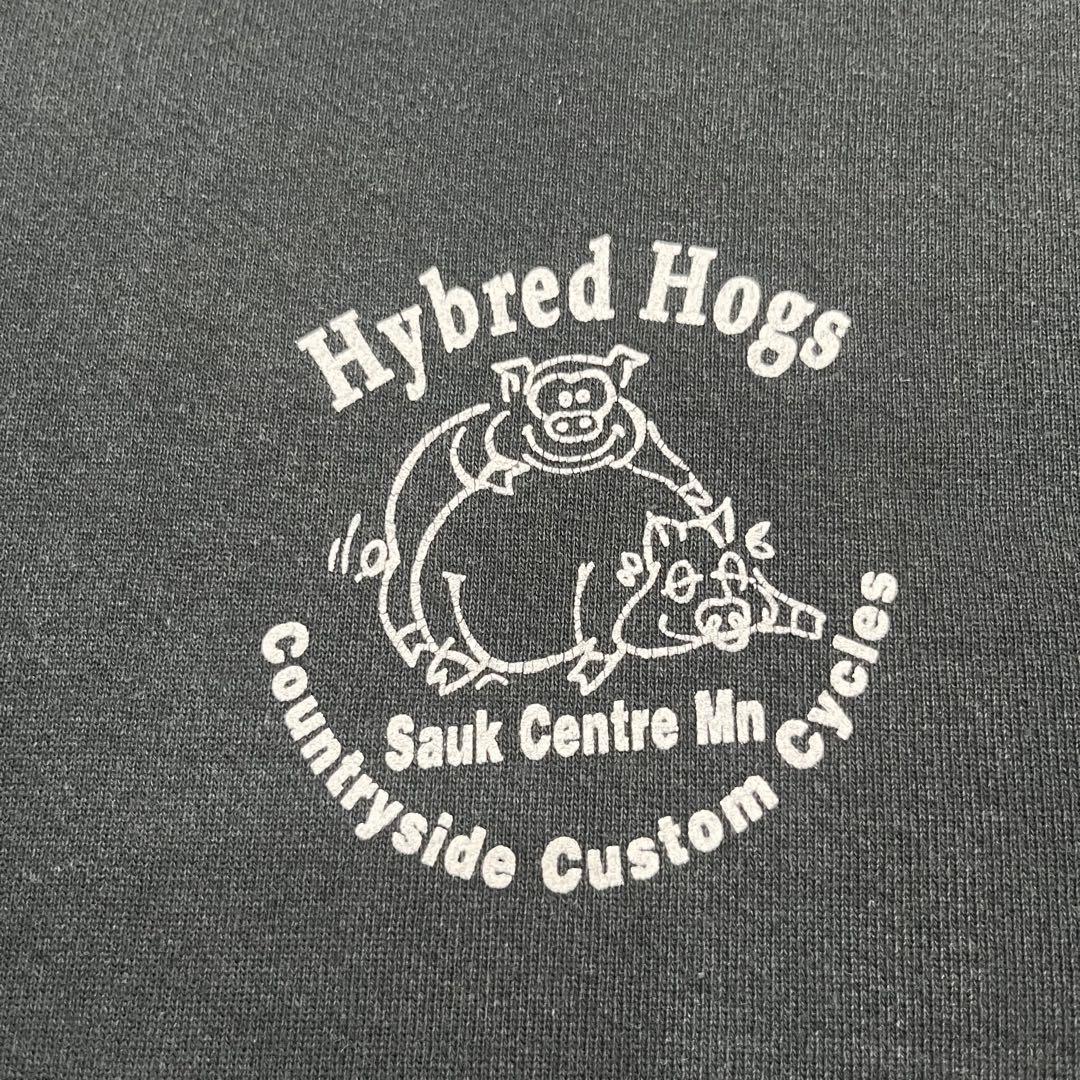 Hybred Hogs
Sauk Centre Mn
Countryside Custom Cycles